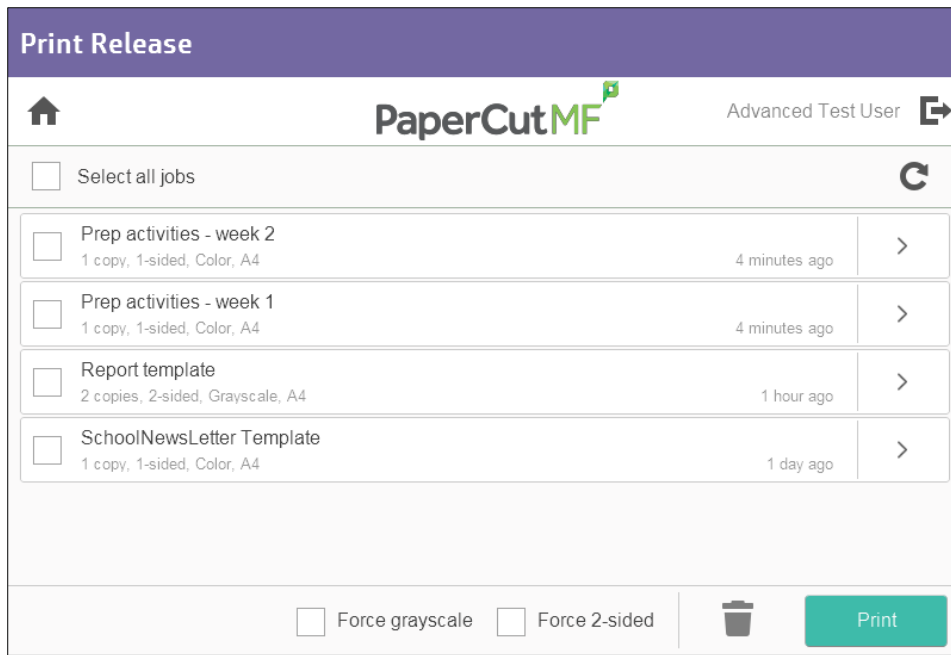 Print Release
PaperCutMF
Advanced Test User
Select all jobs
Prep activities - week 2
1 copy, 1-sided, Color, A4
4 minutes ago
Prep activities - week 1
1 copy, 1-sided, Color, A4
4 minutes ago
Report template
2 copies, 2-sided, Grayscale, A4
1 hour ago
SchoolNewsLetter Template
1 copy, 1-sided, Color, A4
1 day ago
Force grayscale
Force 2-sided
Print